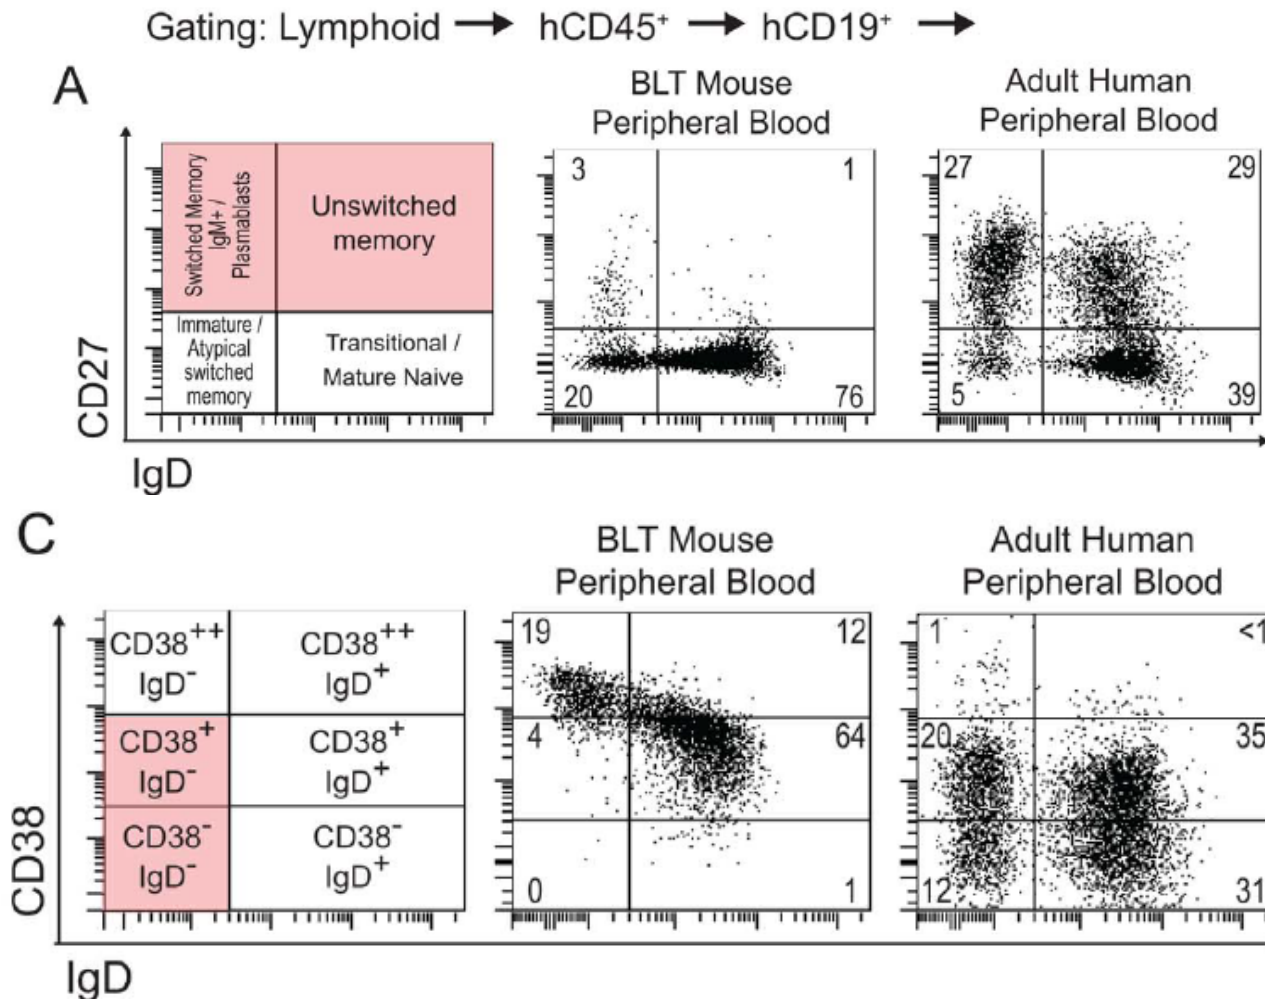 Gating: Lymphoid → hCD45⁺ → hCD19⁺ →
A
BLT Mouse
Peripheral Blood
Adult Human
Peripheral Blood
Switched Memory
IgM+ /
Plasmablasts
Unswitched
memory
Immature /
Atypical
switched
memory
Transitional /
Mature Naive
3 1
20 76
27 29
5 39
CD27
IgD
C
BLT Mouse
Peripheral Blood
Adult Human
Peripheral Blood
CD38⁺⁺
IgD⁻
CD38⁺⁺
IgD⁺
CD38⁺
IgD⁻
CD38⁺
IgD⁺
CD38⁻
IgD⁻
CD38⁻
IgD⁺
19 12
4 64
0 1
1 <1
20 35
12 31
CD38
IgD